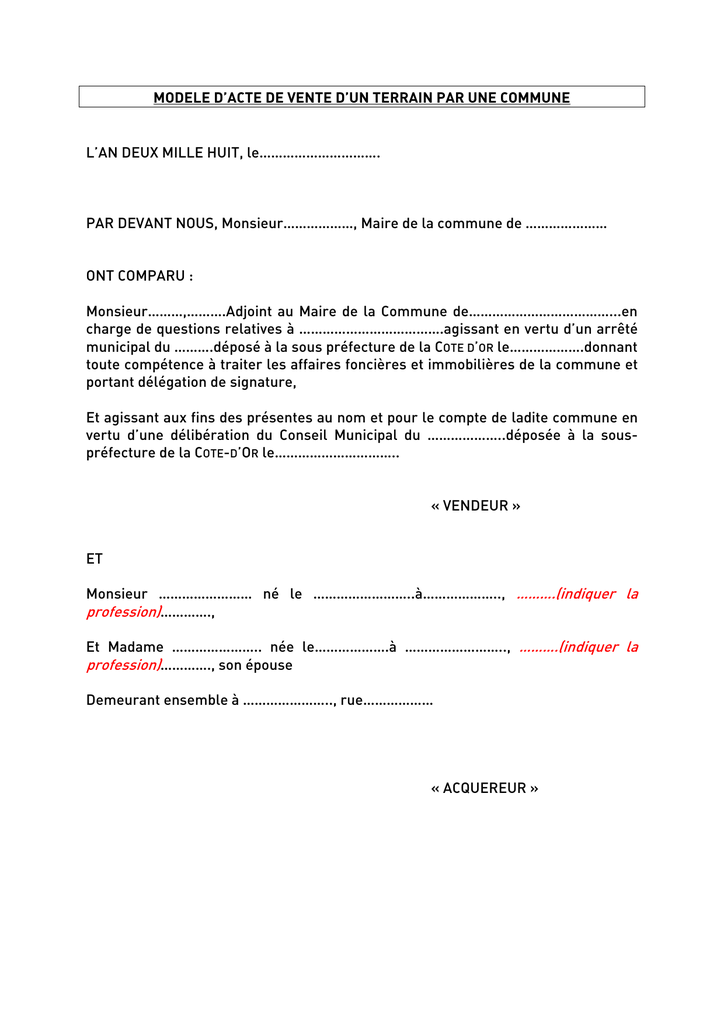 MODELE D'ACTE DE VENTE D'UN TERRAIN PAR UNE COMMUNE
L'AN DEUX MILLE HUIT, le………………………….
PAR DEVANT NOUS, Monsieur………………, Maire de la commune de …………………
ONT COMPARU :
Monsieur………,……….Adjoint au Maire de la Commune de…………………………………..en
charge de questions relatives à ……………………………….agissant en vertu d'un arrêté
municipal du ……….déposé à la sous préfecture de la COTE D'OR le……………….donnant
toute compétence à traiter les affaires foncières et immobilières de la commune et
portant délégation de signature,
Et agissant aux fins des présentes au nom et pour le compte de ladite commune en
vertu d'une délibération du Conseil Municipal du ………………..déposée à la sous-
préfecture de la COTE-D'OR le…………………………..
« VENDEUR »
ET
Monsieur …………………… né le ……………………..à……………….., ……….(indiquer la
profession)………….,
Et Madame ………………….. née le……………….à …………………….., ……….(indiquer la
profession)…………., son épouse
Demeurant ensemble à ………………….., rue………………
« ACQUEREUR »